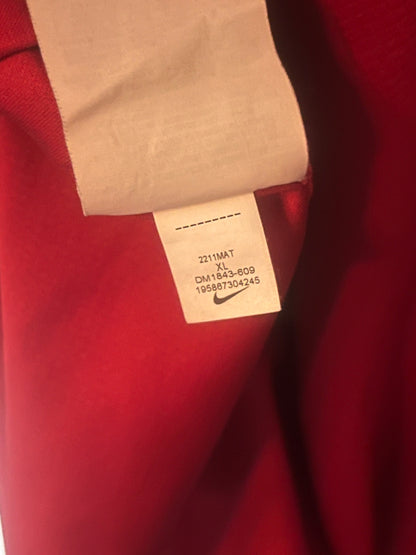 ---------
2211MAT
XL
DM1843-609
195867304245